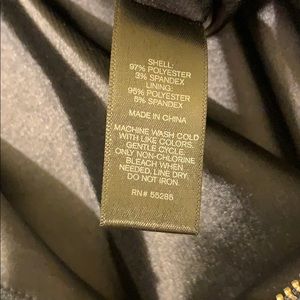 SHELL:
97% POLYESTER
3% SPANDEX
LINING:
95% POLYESTER
5% SPANDEX
MADE IN CHINA
MACHINE WASH COLD
WITH LIKE COLORS.
GENTLE CYCLE.
ONLY NON-CHLORINE
BLEACH WHEN
NEEDED. LINE DRY.
DO NOT IRON.
RN# 55285